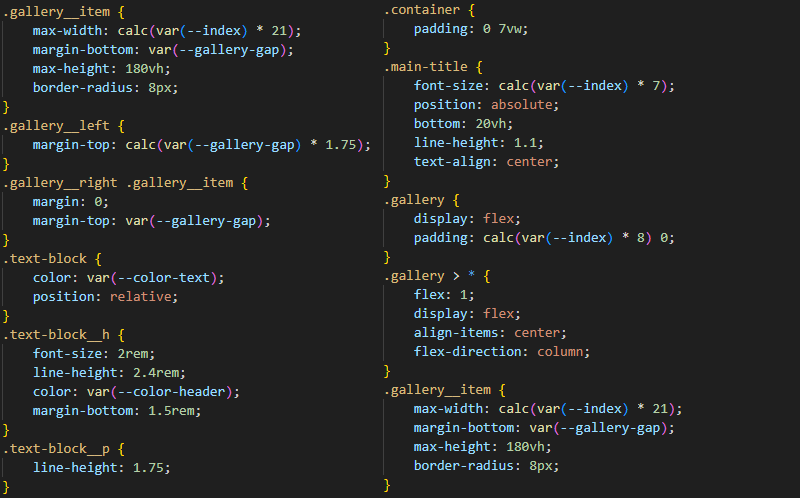 .gallery__item {
max-width: calc(var(--index) * 21);
margin-bottom: var(--gallery-gap);
max-height: 180vh;
border-radius: 8px;
}
.gallery__left {
margin-top: calc(var(--gallery-gap) * 1.75);
}
.gallery__right .gallery__item {
margin: 0;
margin-top: var(--gallery-gap);
}
.text-block {
color: var(--color-text);
position: relative;
}
.text-block__h {
font-size: 2rem;
line-height: 2.4rem;
color: var(--color-header);
margin-bottom: 1.5rem;
}
.text-block__p {
line-height: 1.75;
}
.container {
padding: 0 7vw;
}
.main-title {
font-size: calc(var(--index) * 7);
position: absolute;
bottom: 20vh;
line-height: 1.1;
text-align: center;
}
.gallery {
display: flex;
padding: calc(var(--index) * 8) 0;
}
.gallery > * {
flex: 1;
display: flex;
align-items: center;
flex-direction: column;
}
.gallery__item {
max-width: calc(var(--index) * 21);
margin-bottom: var(--gallery-gap);
max-height: 180vh;
border-radius: 8px;
}